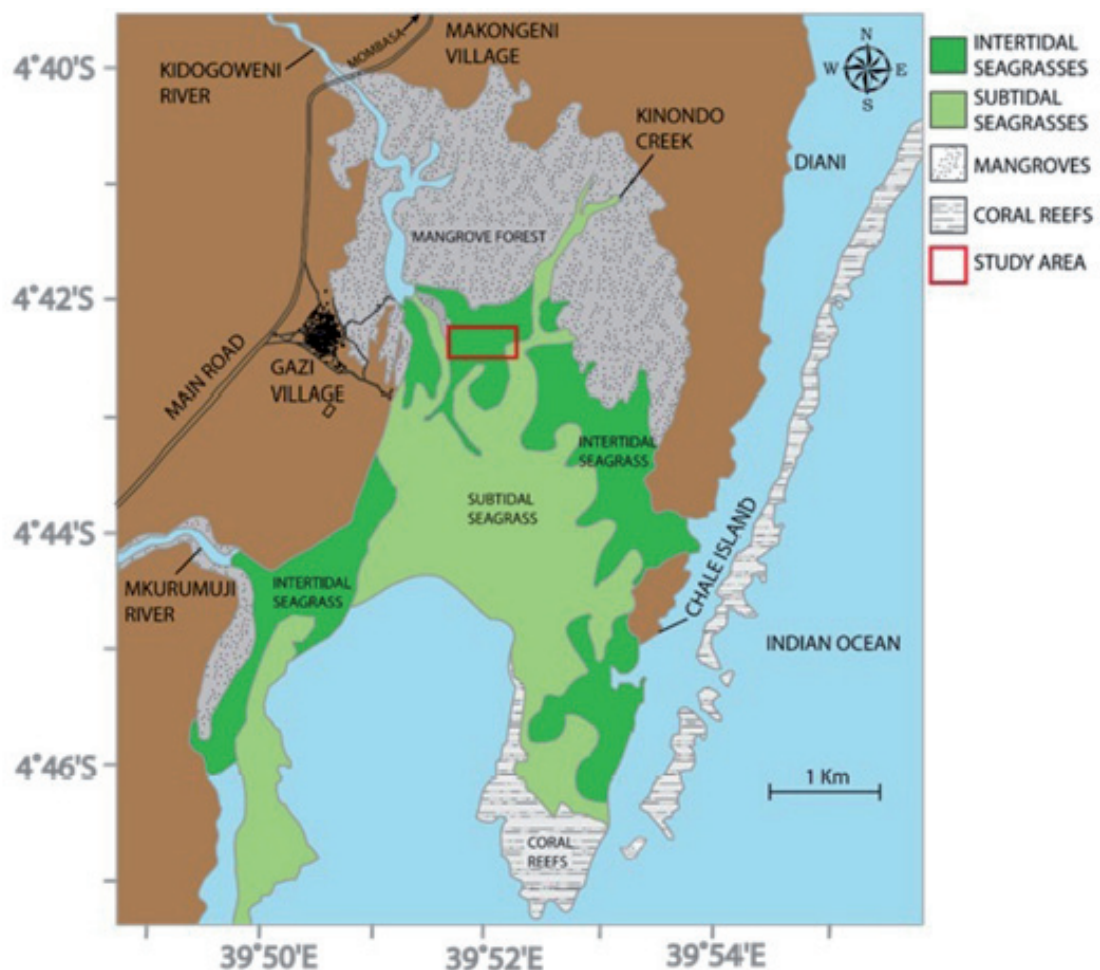 MAKONGENI
VILLAGE
MOMBASA
KIDOGOWENI
RIVER
KINONDO
CREEK
DIANI
MANGROVE FOREST
MAIN ROAD
GAZI
VILLAGE
INTERTIDAL
SEAGRASS
SUBTIDAL
SEAGRASS
MKURUMUJI
RIVER
INTERTIDAL
SEAGRASS
CHALE ISLAND
INDIAN OCEAN
1 Km
CORAL
REEFS
N
W E
S
INTERTIDAL
SEAGRASSES
SUBTIDAL
SEAGRASSES
MANGROVES
CORAL REEFS
STUDY AREA
4°40'S
4°42'S
4°44'S
4°46'S
39°50'E
39°52'E
39°54'E